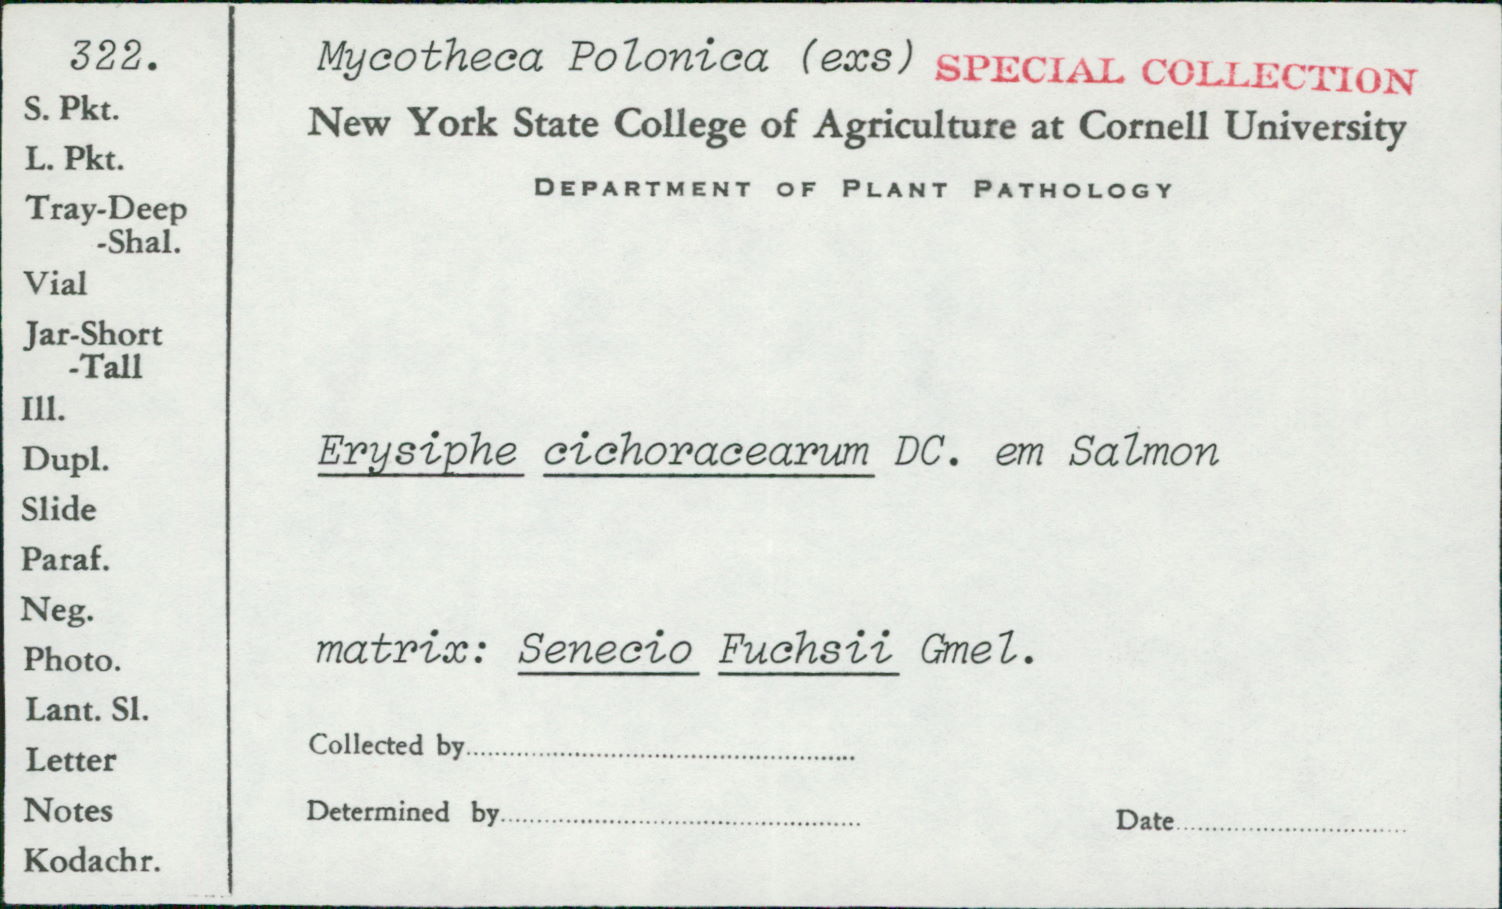 322.
S. Pkt.
L. Pkt.
Tray-Deep
-Shal.
Vial
Jar-Short
-Tall
Ill.
Dupl.
Slide
Paraf.
Neg.
Photo.
Lant. Sl.
Letter
Notes
Kodachr.
Mycotheca Polonica (exs) SPECIAL COLLECTION
New York State College of Agriculture at Cornell University
DEPARTMENT OF PLANT PATHOLOGY
Erysiphe cichoracearum DC. em Salmon
matrix: Senecio Fuchsii Gmel.
Collected by
Determined by Date